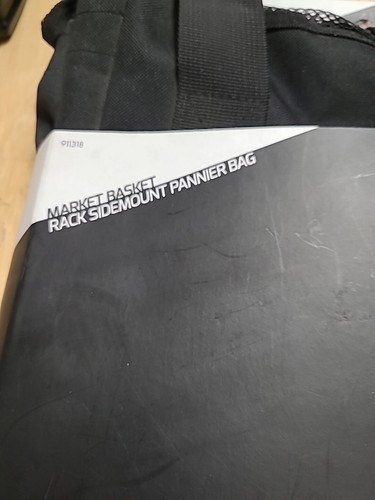 911318
MARKET BASKET
RACK SIDEMOUNT PANNIER BAG